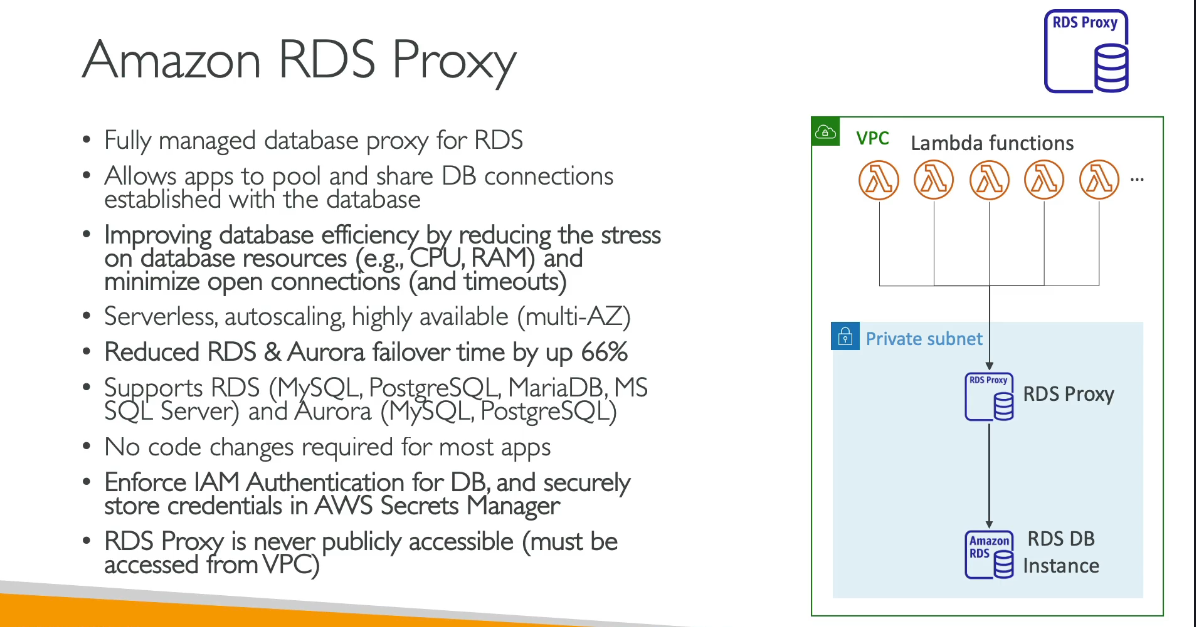 RDS Proxy
Amazon RDS Proxy
• Fully managed database proxy for RDS
• Allows apps to pool and share DB connections
established with the database
• Improving database efficiency by reducing the stress
on database resources (e.g., CPU, RAM) and
minimize open connections (and timeouts)
• Serverless, autoscaling, highly available (multi-AZ)
• Reduced RDS & Aurora failover time by up 66%
• Supports RDS (MySQL, PostgreSQL, MariaDB, MS
SQL Server) and Aurora (MySQL, PostgreSQL)
• No code changes required for most apps
• Enforce IAM Authentication for DB, and securely
store credentials in AWS Secrets Manager
• RDS Proxy is never publicly accessible (must be
accessed from VPC)
VPC
Lambda functions
...
Private subnet
RDS Proxy
RDS Proxy
Amazon
RDS
RDS DB
Instance